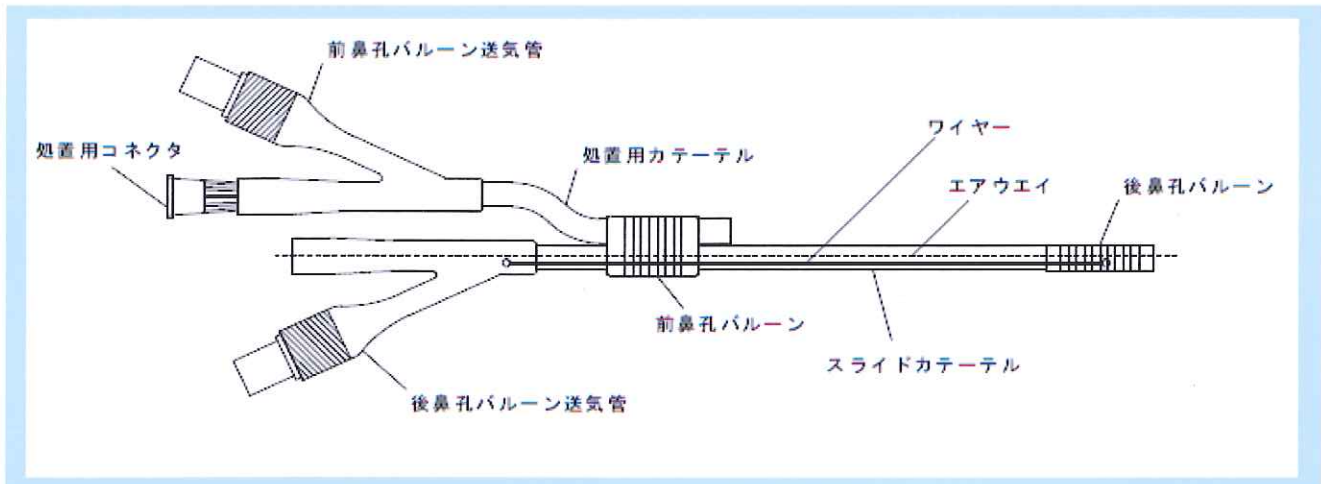 前鼻孔バルーン送気管
ワイヤー
処置用コネクタ
処置用カテーテル
エアウエイ
後鼻孔バルーン
前鼻孔バルーン
スライドカテーテル
後鼻孔バルーン送気管